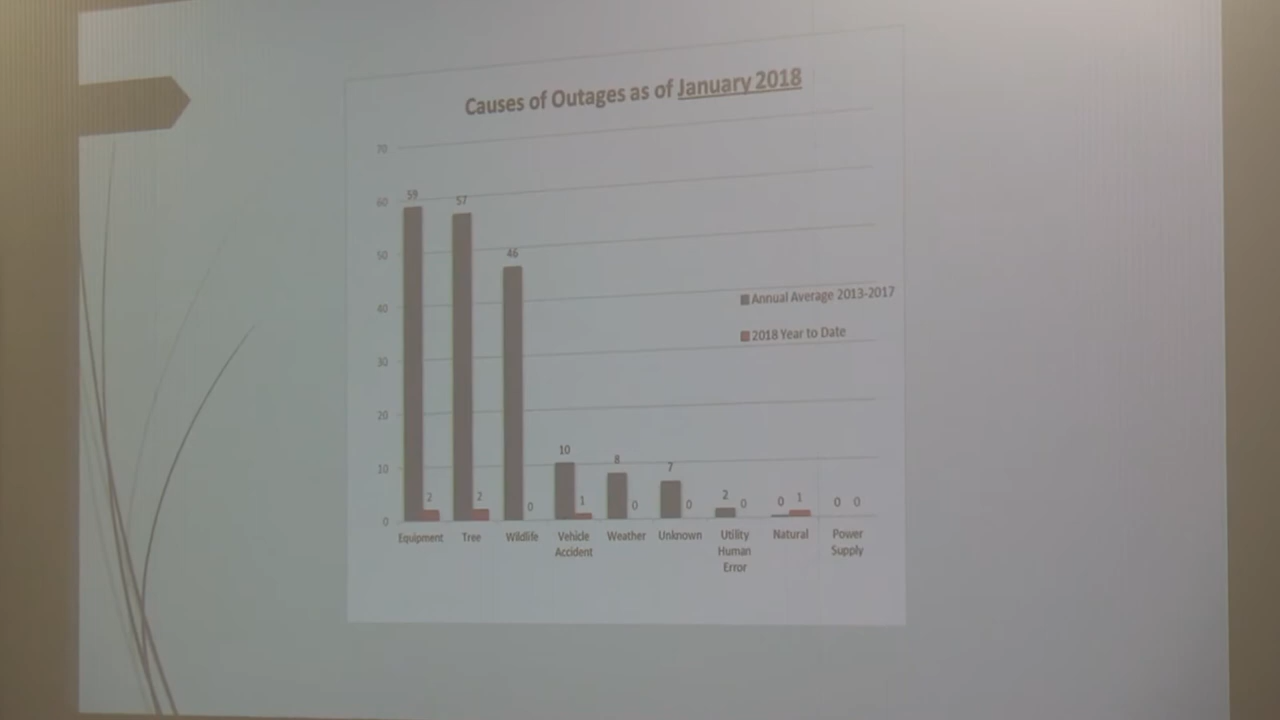 Causes of Outages as of January 2018
70
60
50
40
30
20
10
0
59
2
57
2
46
0
10
1
8
0
7
0
2
0
0
1
0
0
Annual Average 2013-2017
2018 Year to Date
Equipment
Tree
Wildlife
Vehicle
Accident
Weather
Unknown
Utility
Human
Error
Natural
Power
Supply